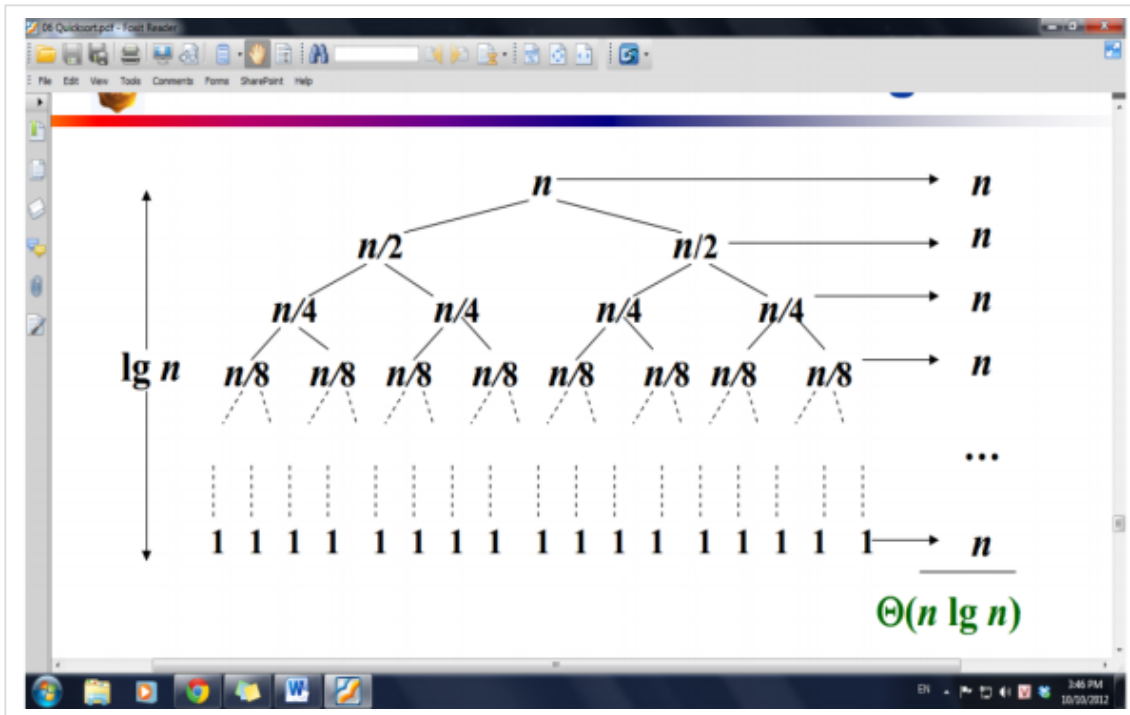 06 Quicksort.pdf - Foxit Reader
File Edit View Tools Comments Forms SharePoint Help
n n
n/2 n/2 n
n/4 n/4 n/4 n/4 n
lg n n/8 n/8 n/8 n/8 n/8 n/8 n/8 n/8 n
...
1 1 1 1 1 1 1 1 1 1 1 1 1 1 1 1 1 n
Θ(n lg n)
EN 3:46 PM
10/10/2012